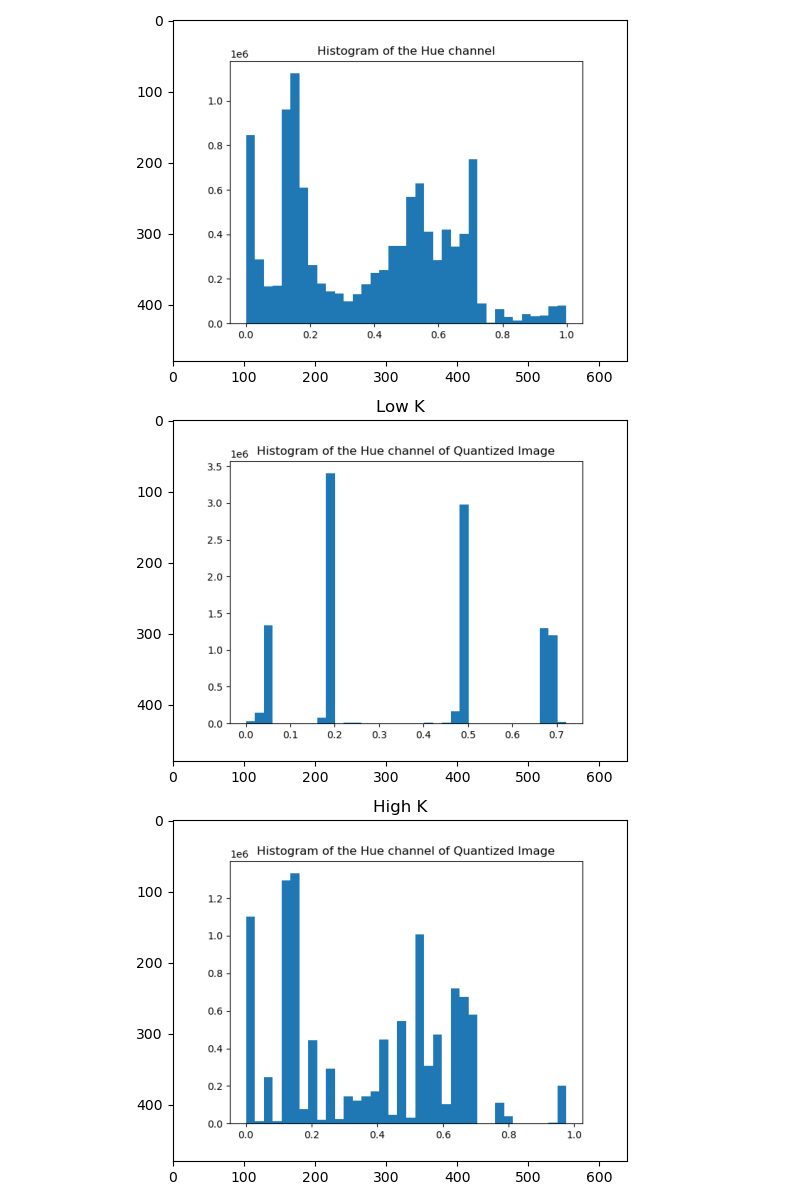 0
Histogram of the Hue channel
1e6
1.0
100
0.8
200
0.6
300
0.4
0.2
400
0.0
0.0 0.2 0.4 0.6 0.8 1.0
0 100 200 300 400 500 600
Low K
0
Histogram of the Hue channel of Quantized Image
1e6
3.5
100
3.0
2.5
200
2.0
1.5
300
1.0
0.5
400
0.0
0.0 0.1 0.2 0.3 0.4 0.5 0.6 0.7
0 100 200 300 400 500 600
High K
0
Histogram of the Hue channel of Quantized Image
1e6
1.2
100
1.0
0.8
200
0.6
300
0.4
0.2
400
0.0
0.0 0.2 0.4 0.6 0.8 1.0
0 100 200 300 400 500 600